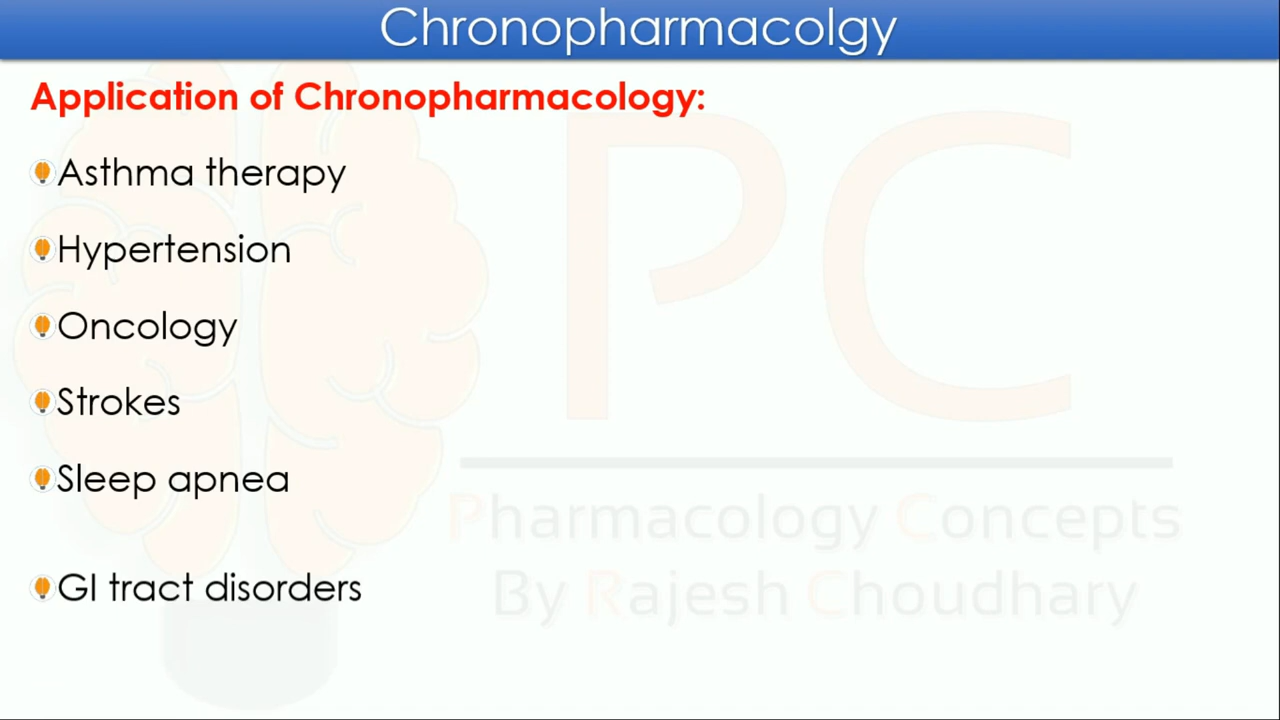 Chronopharmacolgy
Application of Chronopharmacology:
Asthma therapy
Hypertension
Oncology
Strokes
Sleep apnea
GI tract disorders
PC
Pharmacology Concepts
By Rajesh Choudhary